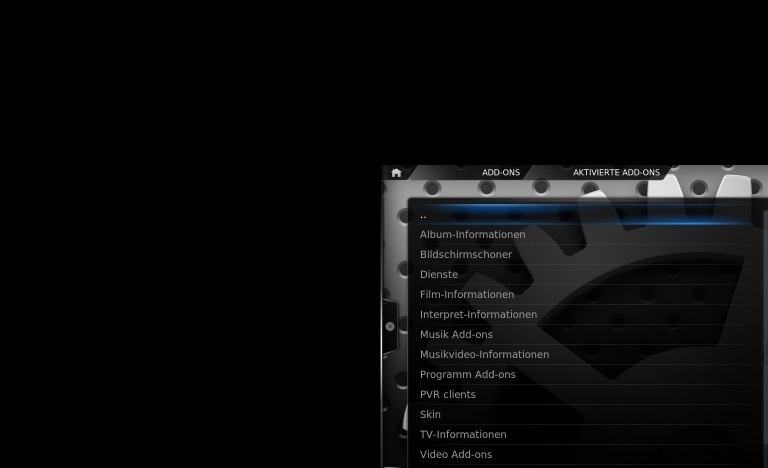 ADD-ONS AKTIVIERTE ADD-ONS
..
Album-Informationen
Bildschirmschoner
Dienste
Film-Informationen
Interpret-Informationen
Musik Add-ons
Musikvideo-Informationen
Programm Add-ons
PVR clients
Skin
TV-Informationen
Video Add-ons